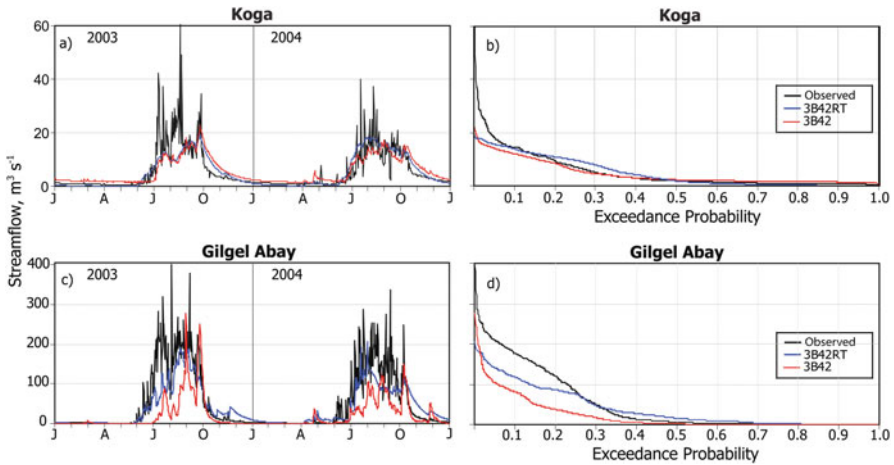 Koga
Koga
60
a)
2003
2004
b)
40
20
0
Observed
3B42RT
3B42
J
A
J
O
J
A
J
O
J
0.1
0.2
0.3
0.4
0.5
0.6
0.7
0.8
0.9
1.0
Exceedance Probability
Streamflow, m³ s⁻¹
Gilgel Abay
Gilgel Abay
400
c)
2003
2004
d)
300
200
100
0
Observed
3B42RT
3B42
J
A
J
O
J
A
J
O
J
0.1
0.2
0.3
0.4
0.5
0.6
0.7
0.8
0.9
1.0
Exceedance Probability